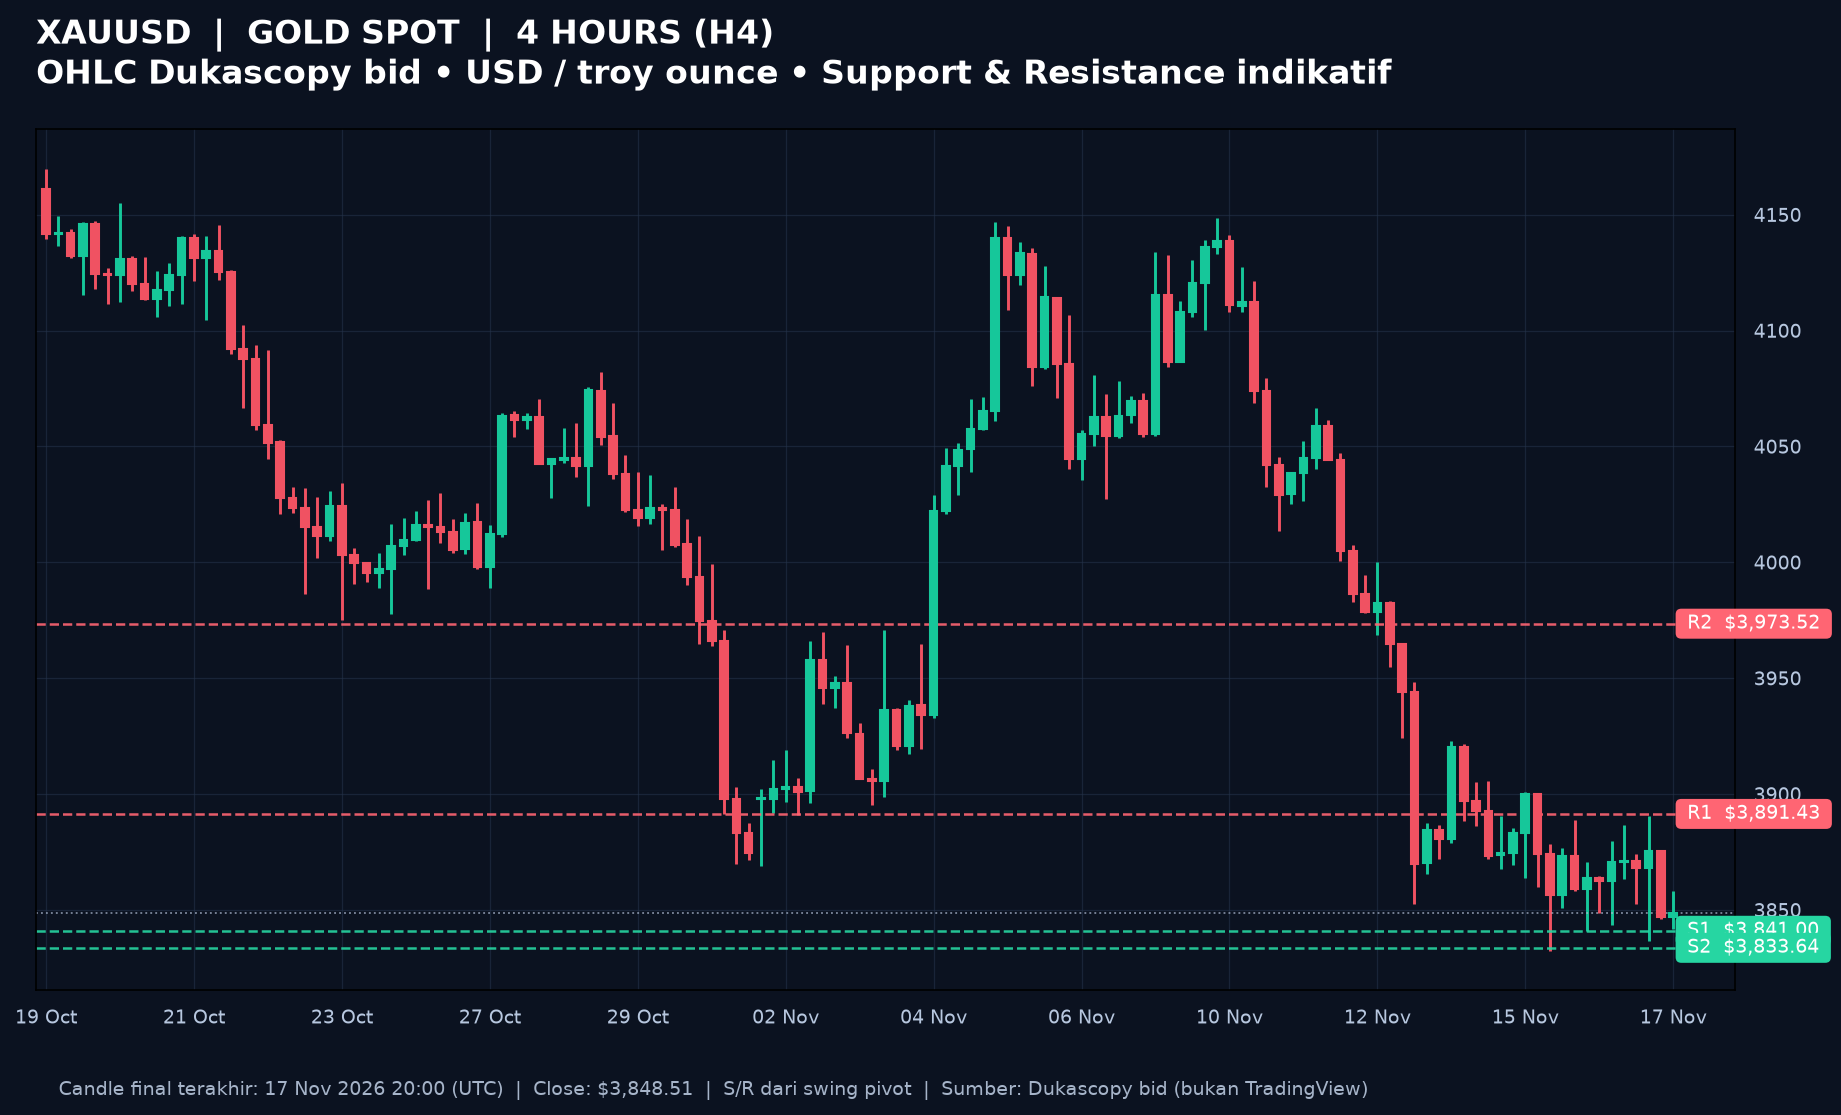 XAUUSD | GOLD SPOT | 4 HOURS (H4)
OHLC Dukascopy bid • USD / troy ounce • Support & Resistance indikatif
4150
4100
4050
4000
R2 $3,973.52
3950
3900
R1 $3,891.43
3850
S1 $3,841.00
S2 $3,833.64
19 Oct 21 Oct 23 Oct 27 Oct 29 Oct 02 Nov 04 Nov 06 Nov 10 Nov 12 Nov 15 Nov 17 Nov
Candle final terakhir: 17 Nov 2026 20:00 (UTC) | Close: $3,848.51 | S/R dari swing pivot | Sumber: Dukascopy bid (bukan TradingView)